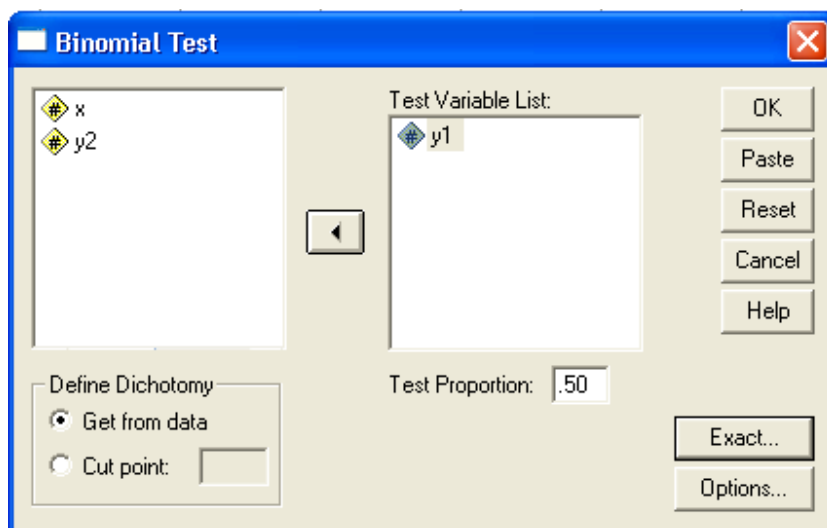 Binomial Test
x
y2
Test Variable List:
y1
OK
Paste
Reset
Cancel
Help
Define Dichotomy
Get from data
Cut point:
Test Proportion: .50
Exact...
Options...